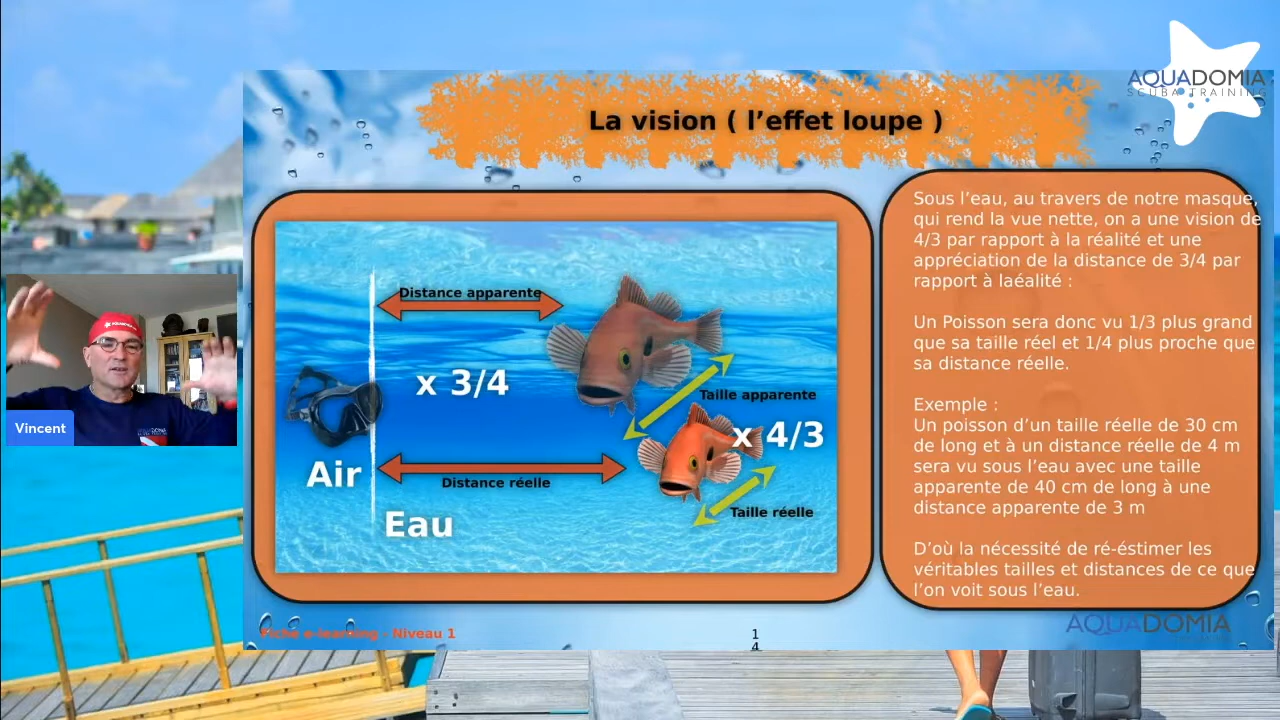 AQUADOMIA
SCUBA TRAINING
La vision ( l’effet loupe )
Distance apparente
x 3/4
Taille apparente
x 4/3
Air
Distance réelle
Taille réelle
Eau
Sous l’eau, au travers de notre masque,
qui rend la vue nette, on a une vision de
4/3 par rapport à la réalité et une
appréciation de la distance de 3/4 par
rapport à laéalité :
Un Poisson sera donc vu 1/3 plus grand
que sa taille réel et 1/4 plus proche que
sa distance réelle.
Exemple :
Un poisson d’un taille réelle de 30 cm
de long et à un distance réelle de 4 m
sera vu sous l’eau avec une taille
apparente de 40 cm de long à une
distance apparente de 3 m
D’où la nécessité de ré-éstimer les
véritables tailles et distances de ce que
l’on voit sous l’eau.
Vincent
Fiche e-learning - Niveau 1
1
4
AQUADOMIA